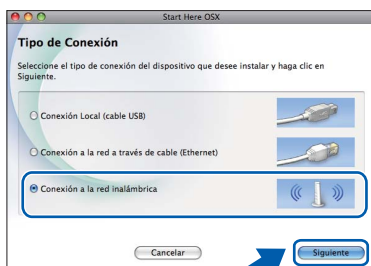 Start Here OSX
Tipo de Conexión
Seleccione el tipo de conexión del dispositivo que desee instalar y haga clic en
Siguiente.
Conexión Local (cable USB)
Conexión a la red a través de cable (Ethernet)
Conexión a la red inalámbrica
Cancelar
Siguiente